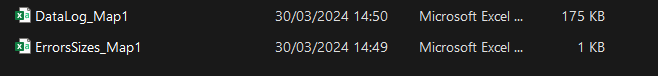 DataLog_Map1 30/03/2024 14:50 Microsoft Excel ... 175 KB
ErrorsSizes_Map1 30/03/2024 14:49 Microsoft Excel ... 1 KB